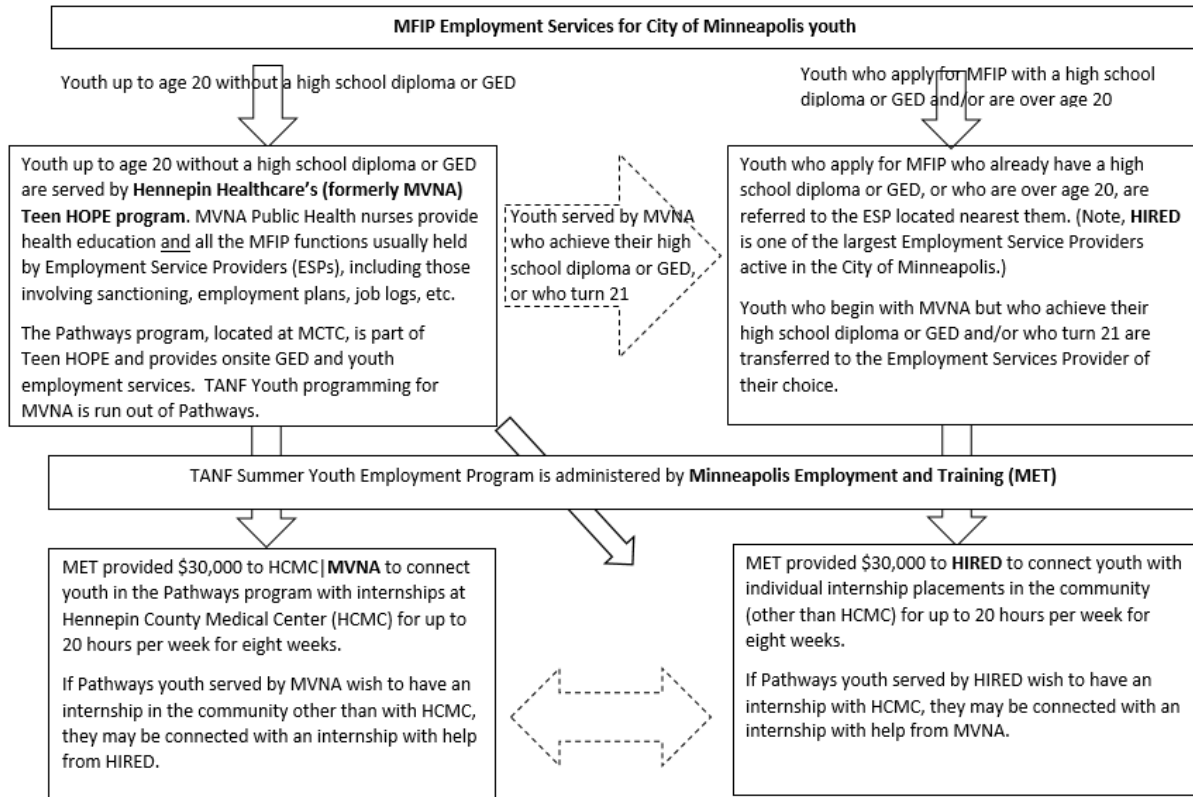 MFIP Employment Services for City of Minneapolis youth
Youth up to age 20 without a high school diploma or GED
Youth who apply for MFIP with a high school
diploma or GED and/or are over age 20
Youth up to age 20 without a high school diploma or GED
are served by Hennepin Healthcare's (formerly MVNA)
Teen HOPE program. MVNA Public Health nurses provide
health education and all the MFIP functions usually held
by Employment Service Providers (ESPs), including those
involving sanctioning, employment plans, job logs, etc.
The Pathways program, located at MCTC, is part of
Teen HOPE and provides onsite GED and youth
employment services.  TANF Youth programming for
MVNA is run out of Pathways.
Youth served by MVNA
who achieve their high
school diploma or GED,
or who turn 21
Youth who apply for MFIP who already have a high
school diploma or GED, or who are over age 20, are
referred to the ESP located nearest them. (Note, HIRED
is one of the largest Employment Service Providers
active in the City of Minneapolis.)
Youth who begin with MVNA but who achieve their
high school diploma or GED and/or who turn 21 are
transferred to the Employment Services Provider of
their choice.
TANF Summer Youth Employment Program is administered by Minneapolis Employment and Training (MET)
MET provided $30,000 to HCMC|MVNA to connect
youth in the Pathways program with internships at
Hennepin County Medical Center (HCMC) for up to
20 hours per week for eight weeks.
If Pathways youth served by MVNA wish to have an
internship in the community other than with HCMC,
they may be connected with an internship with help
from HIRED.
MET provided $30,000 to HIRED to connect youth with
individual internship placements in the community
(other than HCMC) for up to 20 hours per week for
eight weeks.
If Pathways youth served by HIRED wish to have an
internship with HCMC, they may be connected with an
internship with help from MVNA.